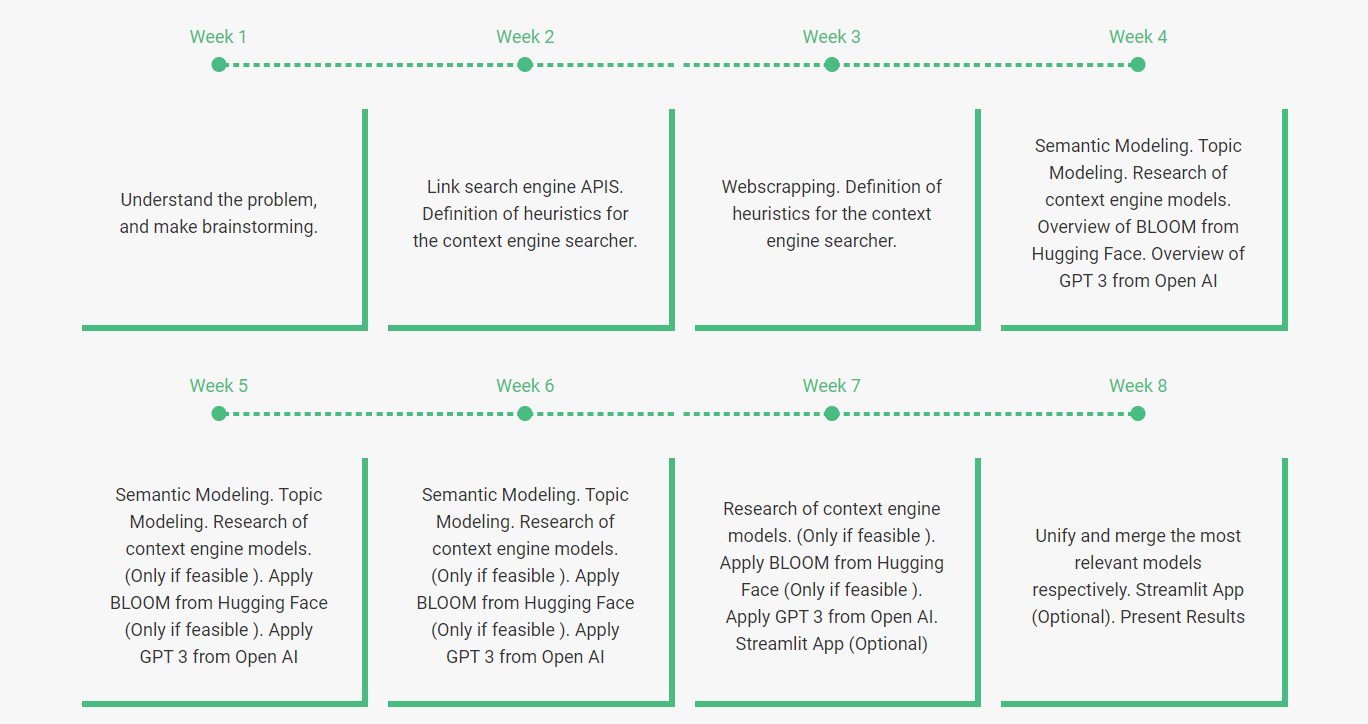 Week 1
Week 2
Week 3
Week 4
Understand the problem,
and make brainstorming.
Link search engine APIS.
Definition of heuristics for
the context engine searcher.
Webscrapping. Definition of
heuristics for the context
engine searcher.
Semantic Modeling. Topic
Modeling. Research of
context engine models.
Overview of BLOOM from
Hugging Face. Overview of
GPT 3 from Open AI
Week 5
Week 6
Week 7
Week 8
Semantic Modeling. Topic
Modeling. Research of
context engine models.
(Only if feasible ). Apply
BLOOM from Hugging Face
(Only if feasible ). Apply
GPT 3 from Open AI
Semantic Modeling. Topic
Modeling. Research of
context engine models.
(Only if feasible ). Apply
BLOOM from Hugging Face
(Only if feasible ). Apply
GPT 3 from Open AI
Research of context engine
models. (Only if feasible ).
Apply BLOOM from Hugging
Face (Only if feasible ).
Apply GPT 3 from Open AI.
Streamlit App (Optional)
Unify and merge the most
relevant models
respectively. Streamlit App
(Optional). Present Results